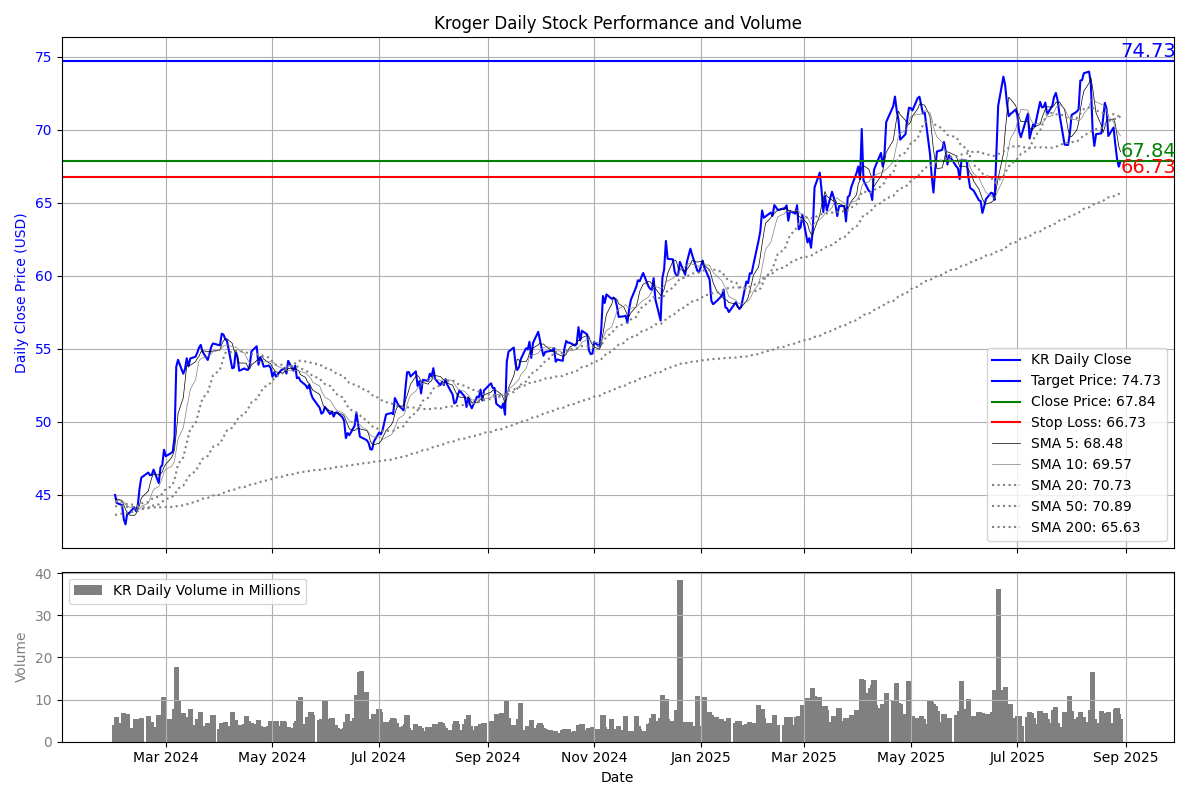 Kroger Daily Stock Performance and Volume
75
70
65
60
55
50
45
Daily Close Price (USD)
74.73
67.84
66.73
KR Daily Close
Target Price: 74.73
Close Price: 67.84
Stop Loss: 66.73
SMA 5: 68.48
SMA 10: 69.57
SMA 20: 70.73
SMA 50: 70.89
SMA 200: 65.63
40
30
20
10
0
Volume
KR Daily Volume in Millions
Mar 2024
May 2024
Jul 2024
Sep 2024
Nov 2024
Jan 2025
Mar 2025
May 2025
Jul 2025
Sep 2025
Date